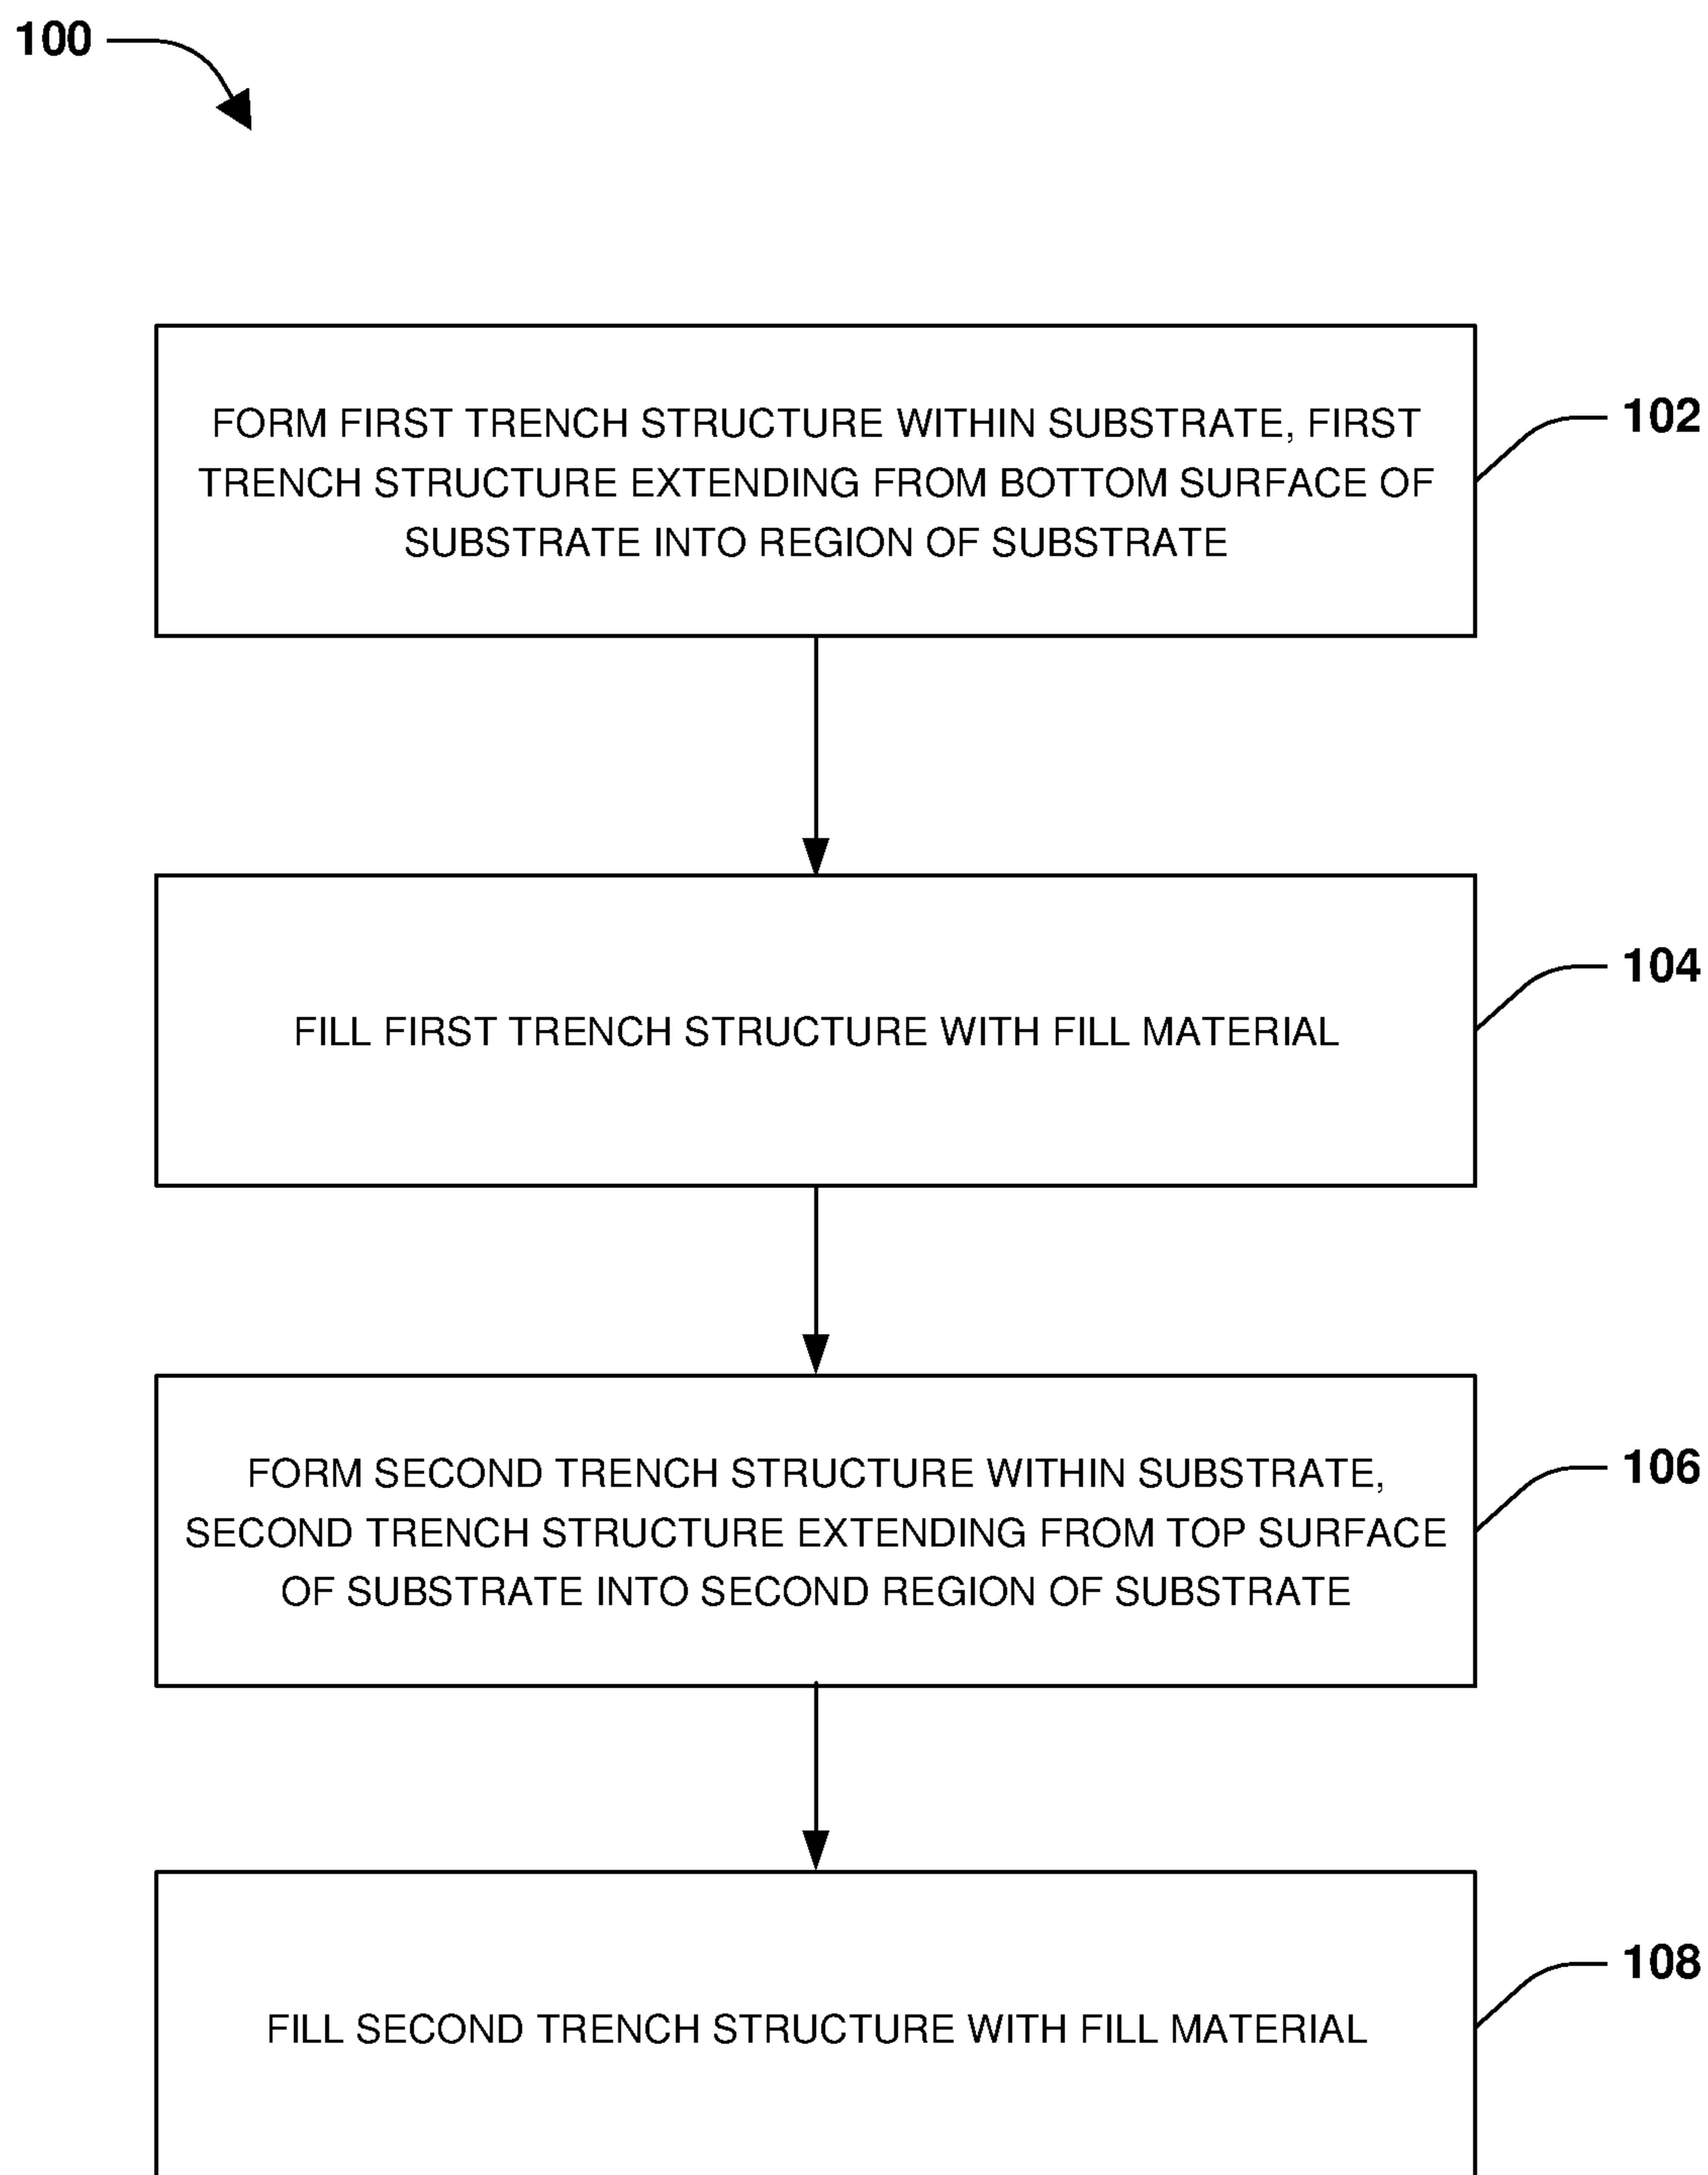 100
FORM FIRST TRENCH STRUCTURE WITHIN SUBSTRATE, FIRST
TRENCH STRUCTURE EXTENDING FROM BOTTOM SURFACE OF
SUBSTRATE INTO REGION OF SUBSTRATE
102
FILL FIRST TRENCH STRUCTURE WITH FILL MATERIAL
104
FORM SECOND TRENCH STRUCTURE WITHIN SUBSTRATE,
SECOND TRENCH STRUCTURE EXTENDING FROM TOP SURFACE
OF SUBSTRATE INTO SECOND REGION OF SUBSTRATE
106
FILL SECOND TRENCH STRUCTURE WITH FILL MATERIAL
108